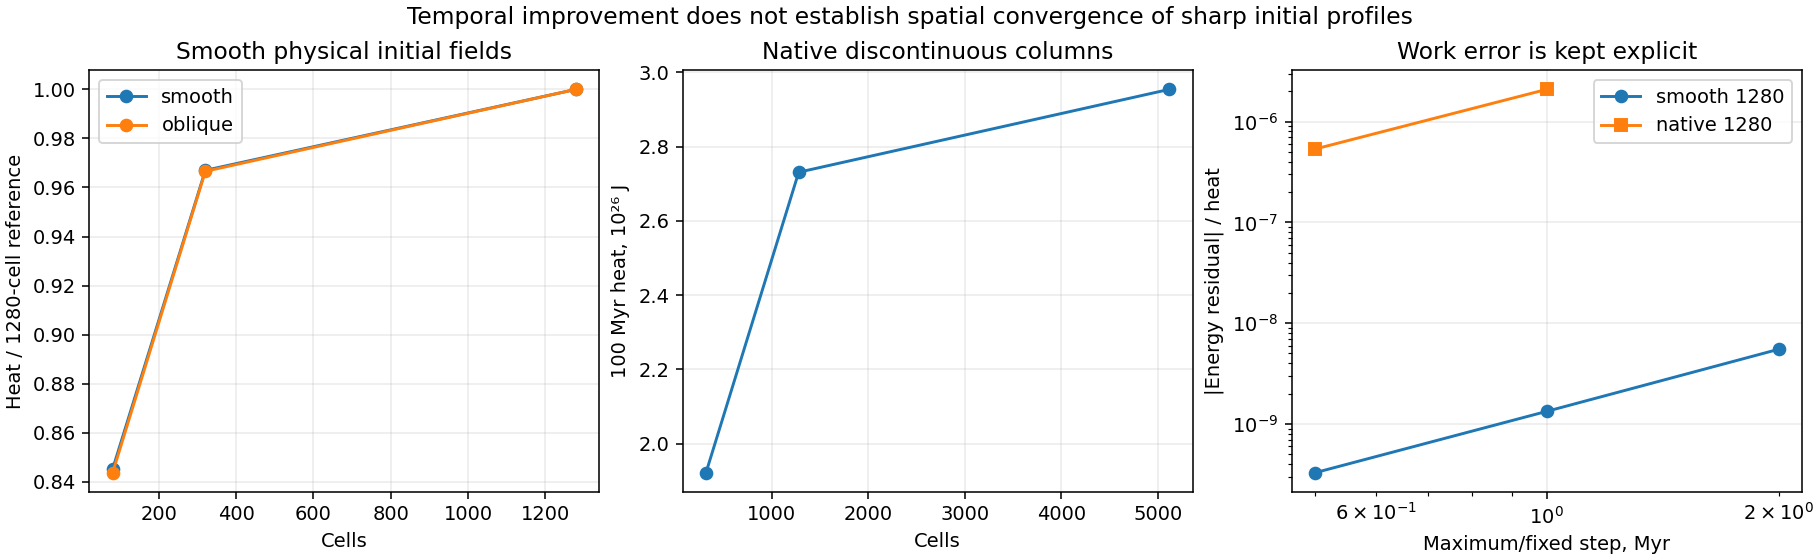 Temporal improvement does not establish spatial convergence of sharp initial profiles
Smooth physical initial fields
Heat / 1280-cell reference
1.00
0.98
0.96
0.94
0.92
0.90
0.88
0.86
0.84
smooth
oblique
200 400 600 800 1000 1200
Cells
Native discontinuous columns
100 Myr heat, 10²⁶ J
3.0
2.8
2.6
2.4
2.2
2.0
1000 2000 3000 4000 5000
Cells
Work error is kept explicit
|Energy residual| / heat
10⁻⁶
10⁻⁷
10⁻⁸
10⁻⁹
smooth 1280
native 1280
6 × 10⁻¹ 10⁰ 2 × 10⁰
Maximum/fixed step, Myr